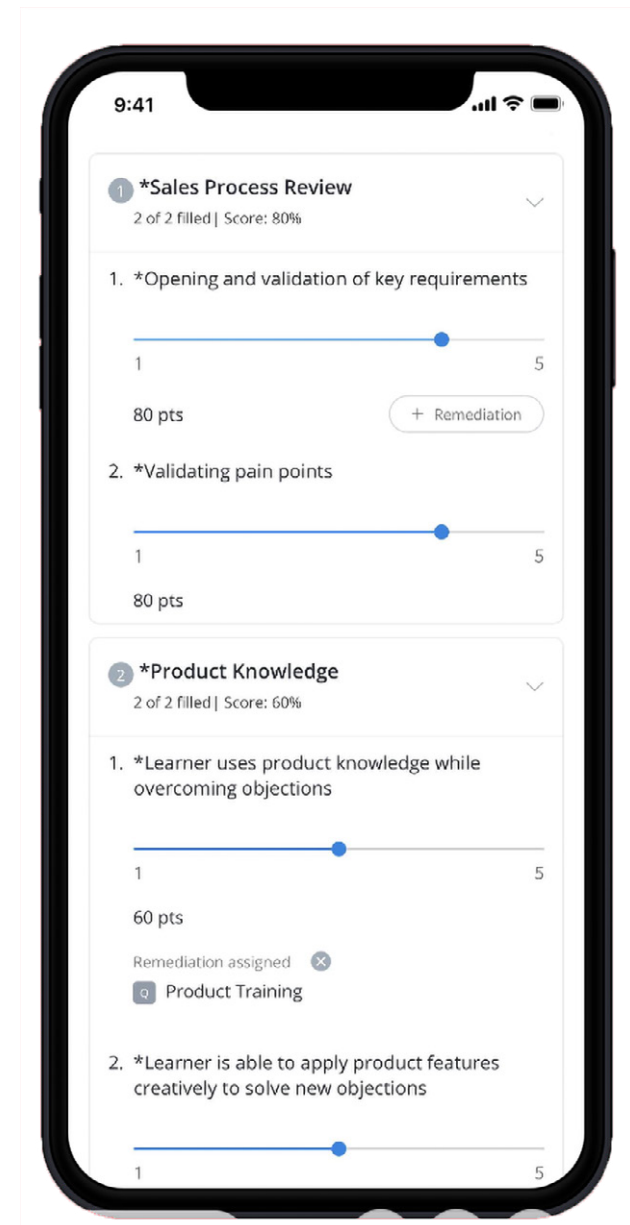 9:41
1 *Sales Process Review
2 of 2 filled | Score: 80%
1. *Opening and validation of key requirements
1 5
80 pts + Remediation
2. *Validating pain points
1 5
80 pts
2 *Product Knowledge
2 of 2 filled | Score: 60%
1. *Learner uses product knowledge while
overcoming objections
1 5
60 pts
Remediation assigned
Q Product Training
2. *Learner is able to apply product features
creatively to solve new objections
1 5